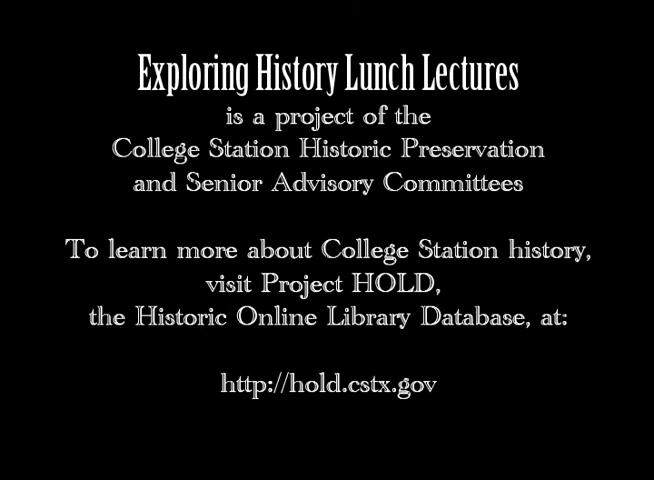 Exploring History Lunch Lectures
is a project of the
College Station Historic Preservation
and Senior Advisory Committees
To learn more about College Station history,
visit Project HOLD,
the Historic Online Library Database, at:
http://hold.cstx.gov